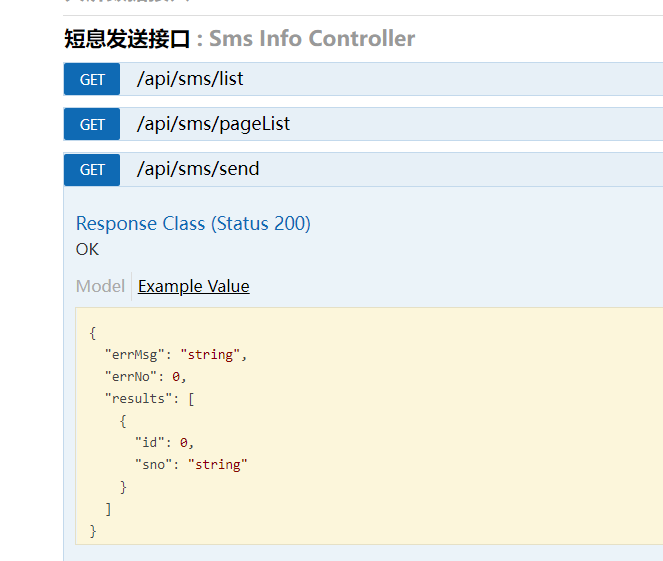 短息发送接口 : Sms Info Controller
GET /api/sms/list
GET /api/sms/pageList
GET /api/sms/send
Response Class (Status 200)
OK
Model Example Value
{
"errMsg": "string",
"errNo": 0,
"results": [
{
"id": 0,
"sno": "string"
}
]
}